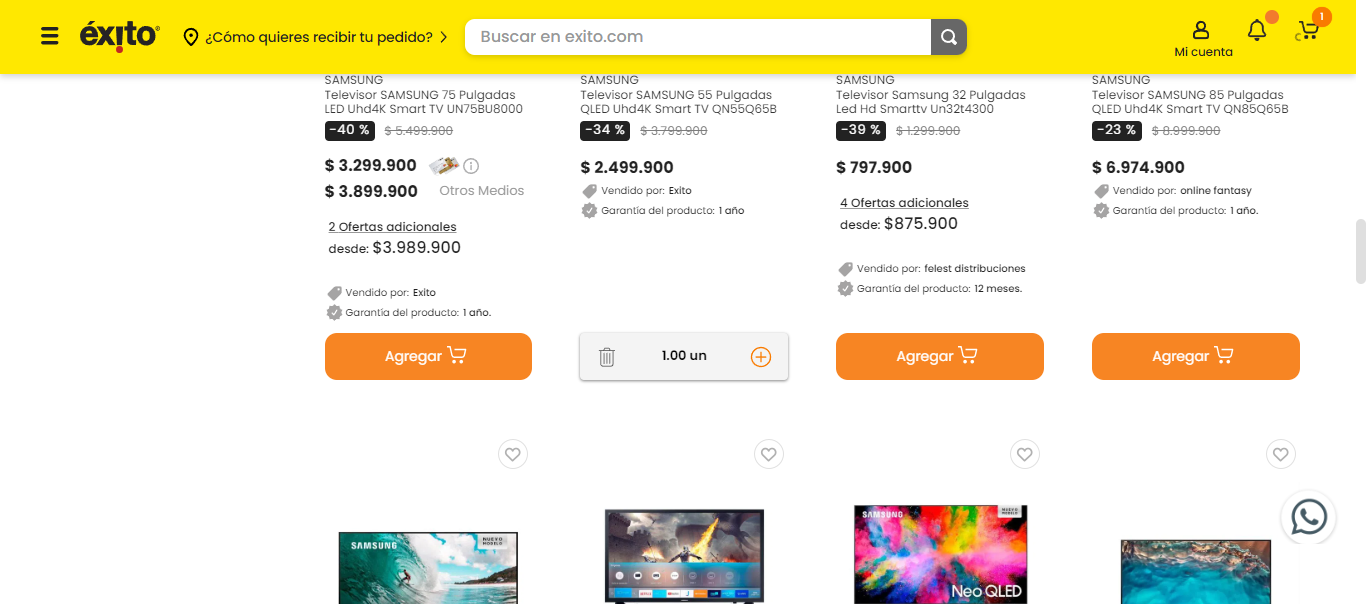 éxito
¿Cómo quieres recibir tu pedido?
Buscar en exito.com
Mi cuenta
1
SAMSUNG
Televisor SAMSUNG 75 Pulgadas
LED Uhd4K Smart TV UN75BU8000
-40 % $ 5.499.900
$ 3.299.900
$ 3.899.900 Otros Medios
2 Ofertas adicionales
desde: $3.989.900
Vendido por: Exito
Garantía del producto: 1 año.
Agregar
SAMSUNG
Televisor SAMSUNG 55 Pulgadas
QLED Uhd4K Smart TV QN55Q65B
-34 % $ 3.799.900
$ 2.499.900
Vendido por: Exito
Garantía del producto: 1 año
1.00 un
SAMSUNG
Televisor Samsung 32 Pulgadas
Led Hd Smarttv Un32t4300
-39 % $ 1.299.900
$ 797.900
4 Ofertas adicionales
desde: $875.900
Vendido por: felest distribuciones
Garantía del producto: 12 meses.
Agregar
SAMSUNG
Televisor SAMSUNG 85 Pulgadas
QLED Uhd4K Smart TV QN85Q65B
-23 % $ 8.999.900
$ 6.974.900
Vendido por: online fantasy
Garantía del producto: 1 año.
Agregar
SAMSUNG
NUEVO
MODELO
SAMSUNG
NUEVO
MODELO
Neo QLED